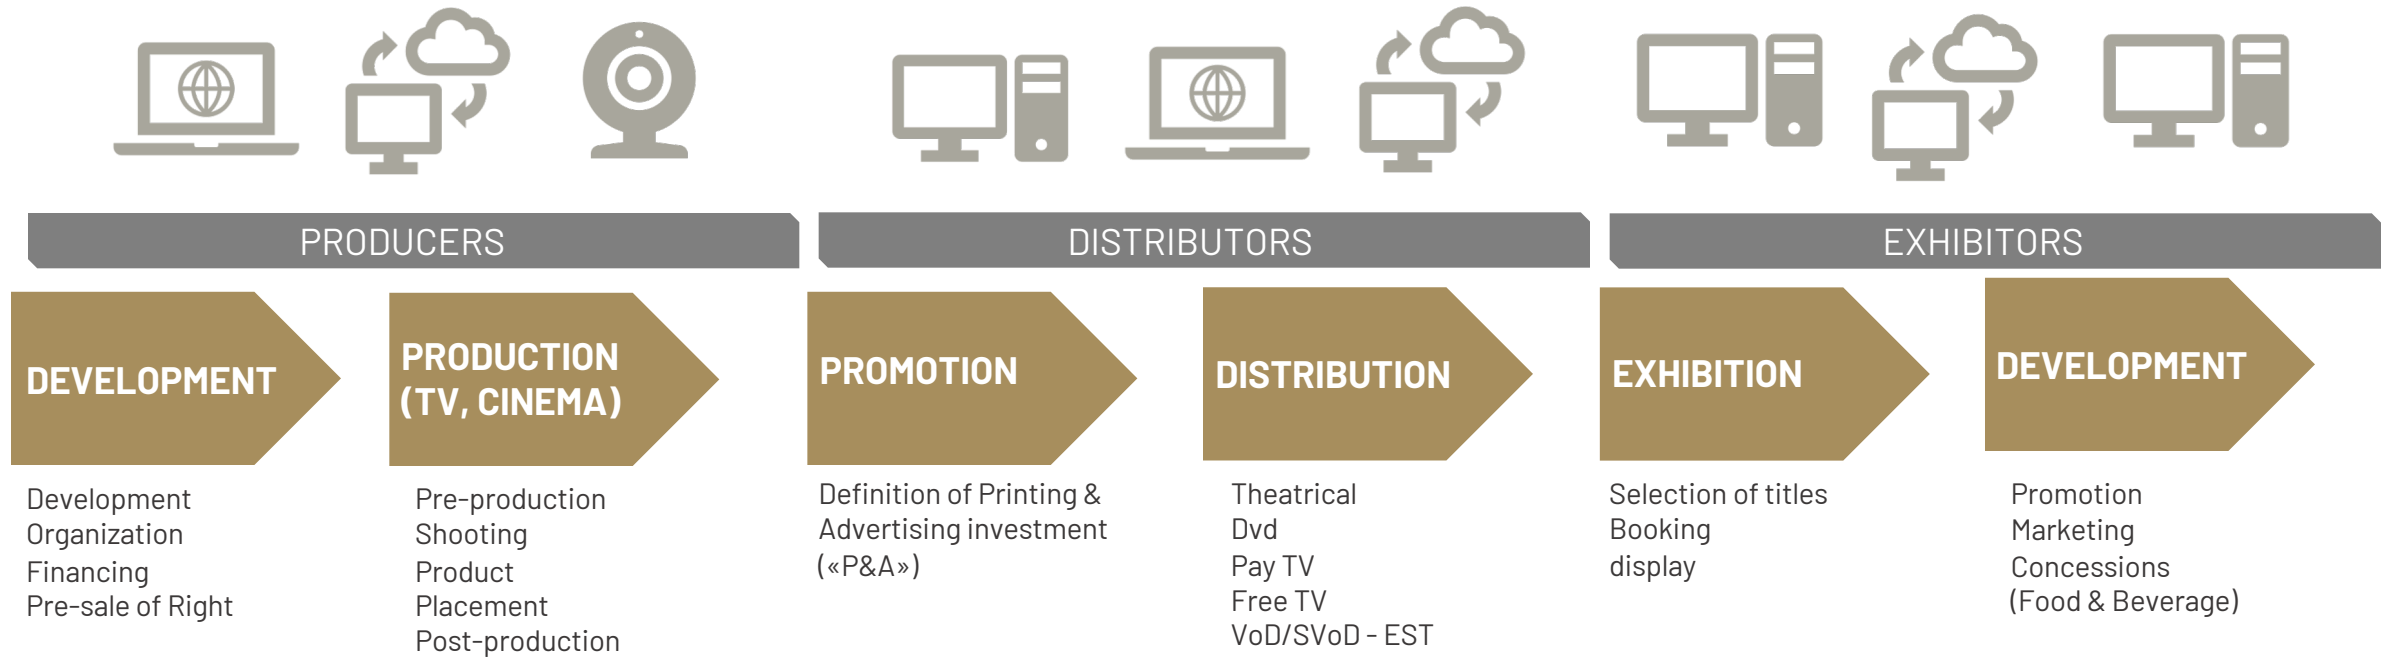 PRODUCERS
DISTRIBUTORS
EXHIBITORS
DEVELOPMENT
PRODUCTION
(TV, CINEMA)
PROMOTION
DISTRIBUTION
EXHIBITION
DEVELOPMENT
Development
Organization
Financing
Pre-sale of Right
Pre-production
Shooting
Product
Placement
Post-production
Definition of Printing &
Advertising investment
(«P&A»)
Theatrical
Dvd
Pay TV
Free TV
VoD/SVoD - EST
Selection of titles
Booking
display
Promotion
Marketing
Concessions
(Food & Beverage)